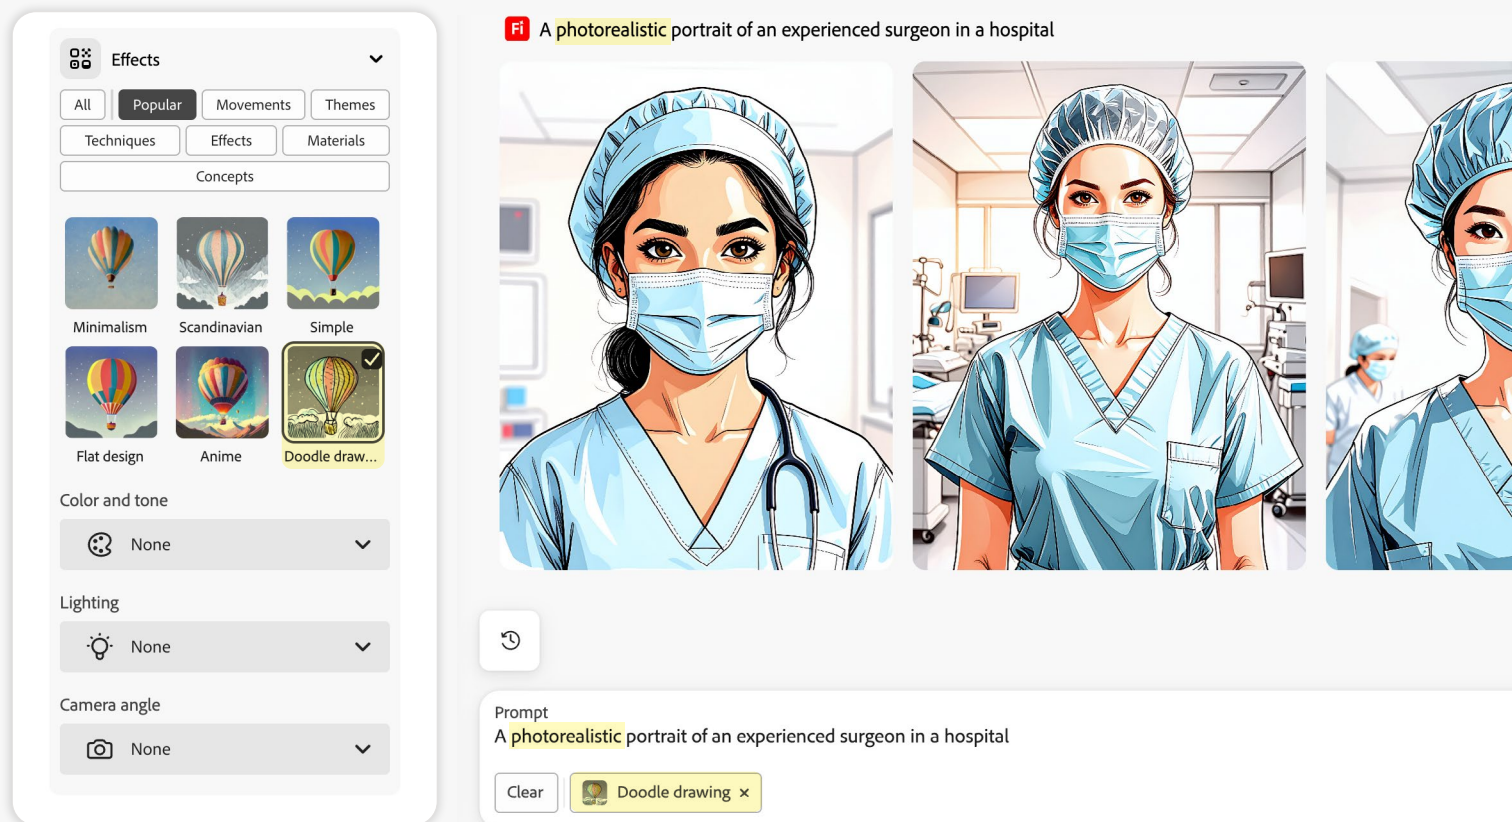 Effects
All
Popular
Movements
Themes
Techniques
Effects
Materials
Concepts
Minimalism
Scandinavian
Simple
Flat design
Anime
Doodle draw...
Color and tone
None
Lighting
None
Camera angle
None
Fi
A photorealistic portrait of an experienced surgeon in a hospital
Prompt
A photorealistic portrait of an experienced surgeon in a hospital
Clear
Doodle drawing ×